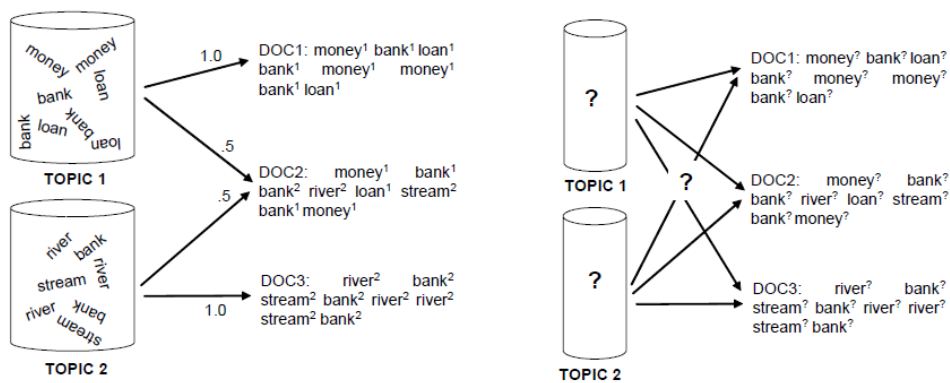 money
money
loan
bank
bank
bank
loan
loan
TOPIC 1
river
bank
river
stream
river
bank
stream
TOPIC 2
1.0
.5
.5
1.0
DOC1: money¹ bank¹ loan¹
bank¹ money¹ money¹
bank¹ loan¹
DOC2: money¹ bank¹
bank² river² loan¹ stream²
bank¹ money¹
DOC3: river² bank²
stream² bank² river² river²
stream² bank²
?
TOPIC 1
?
TOPIC 2
?
DOC1: money? bank? loan?
bank? money? money?
bank? loan?
DOC2: money? bank?
bank? river? loan? stream?
bank? money?
DOC3: river? bank?
stream? bank? river? river?
stream? bank?